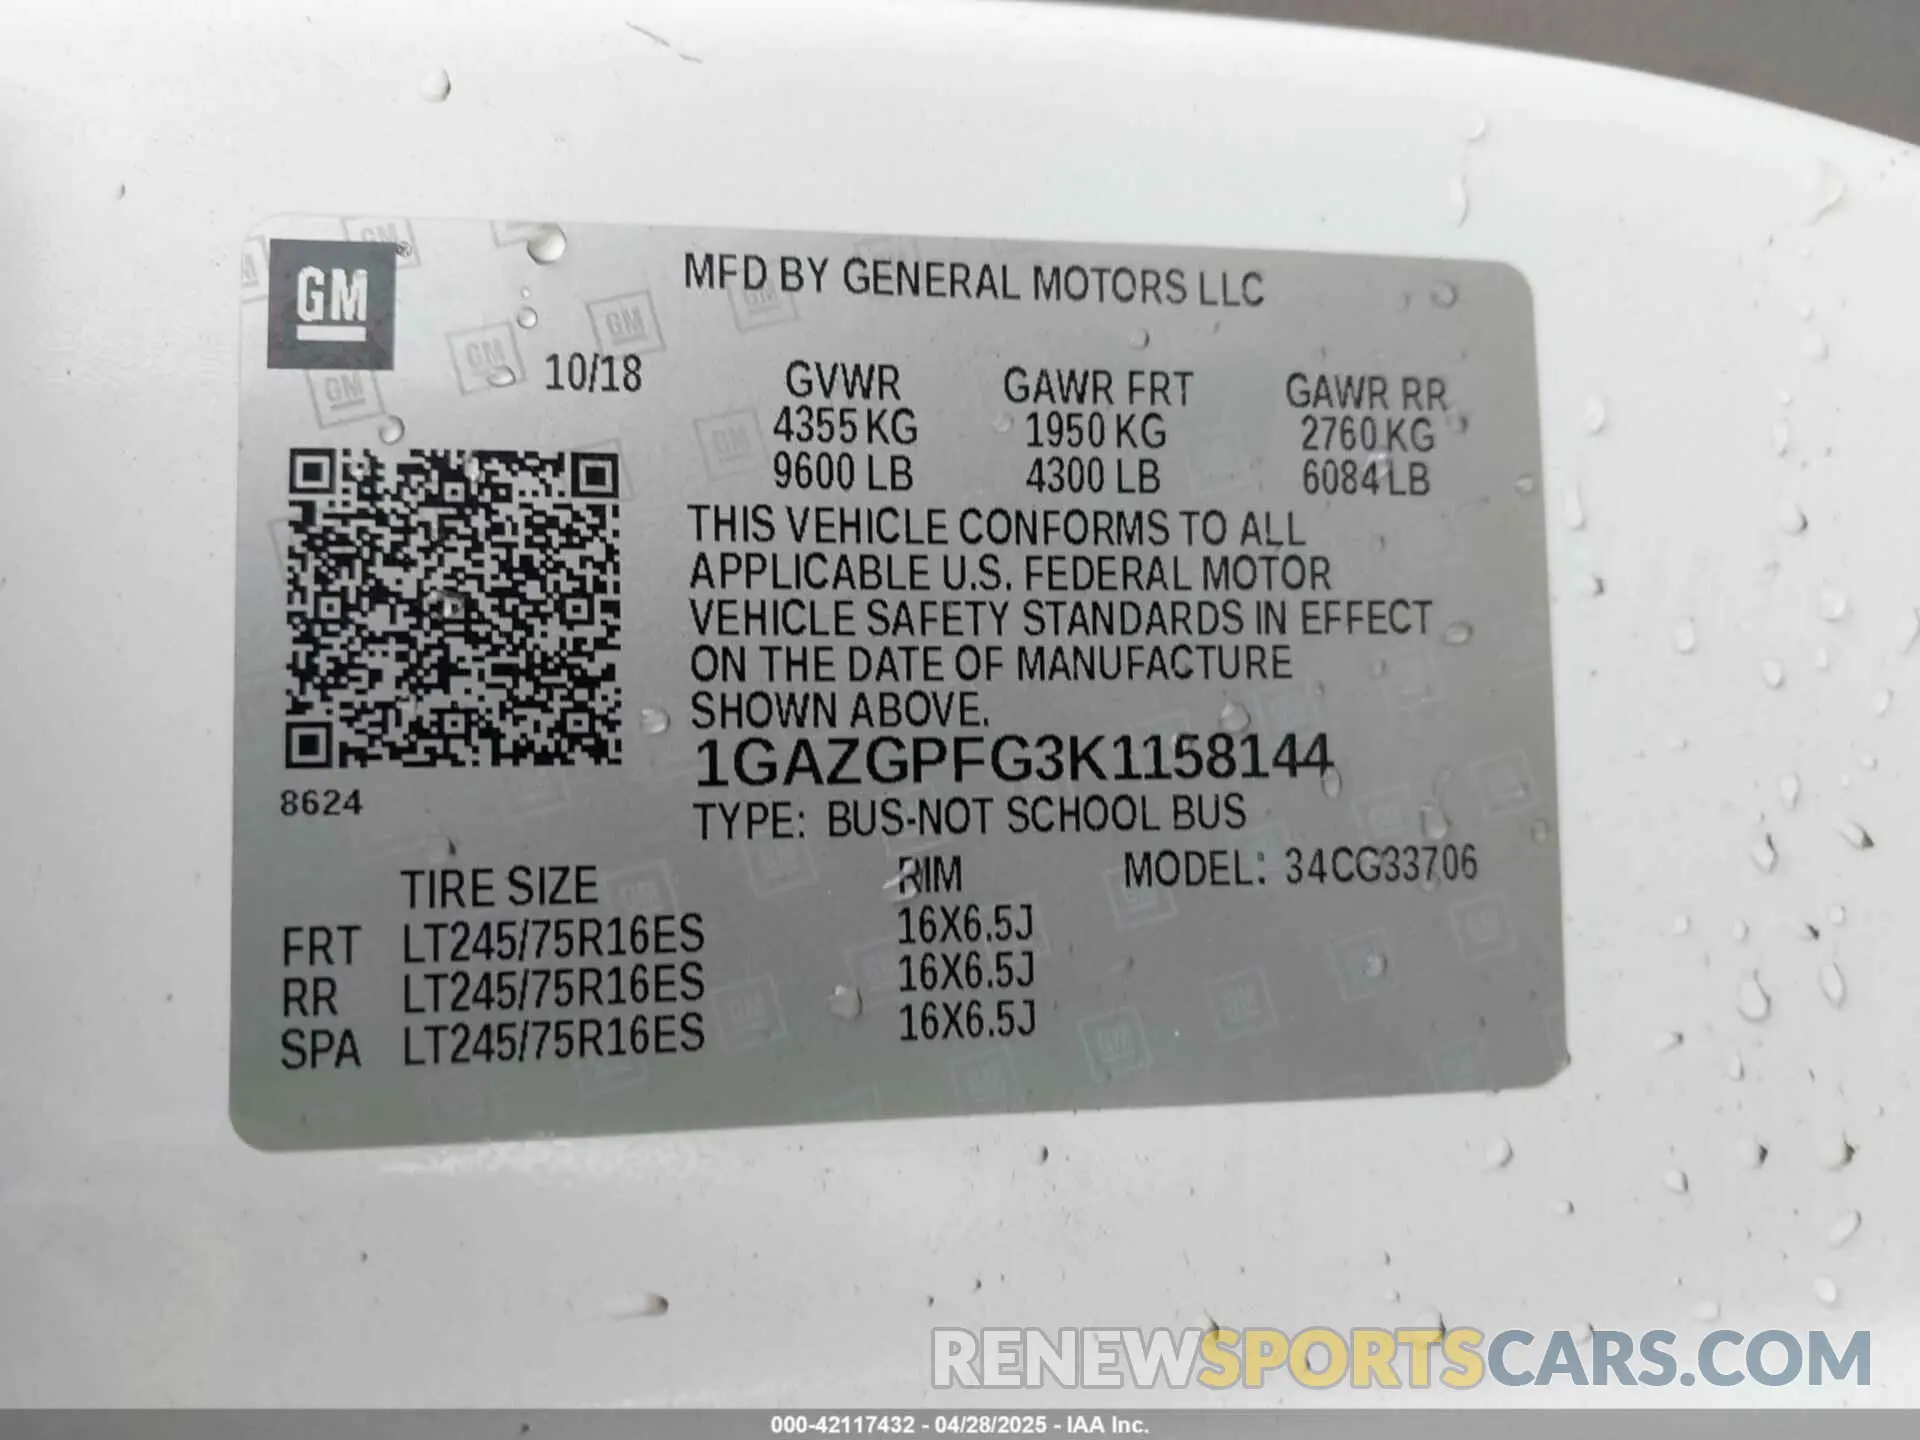 GM
MFD BY GENERAL MOTORS LLC
10/18
GVWR GAWR FRT GAWR RR
4355 KG 1950 KG 2760 KG
9600 LB 4300 LB 6084 LB
THIS VEHICLE CONFORMS TO ALL
APPLICABLE U.S. FEDERAL MOTOR
VEHICLE SAFETY STANDARDS IN EFFECT
ON THE DATE OF MANUFACTURE
SHOWN ABOVE.
1GAZGPFG3K1158144
8624
TYPE: BUS-NOT SCHOOL BUS
TIRE SIZE RIM MODEL: 34CG33706
FRT LT245/75R16ES 16X6.5J
RR LT245/75R16ES 16X6.5J
SPA LT245/75R16ES 16X6.5J
RENEWSPORTSCARS.COM
000-42117432 - 04/28/2025 - IAA Inc.